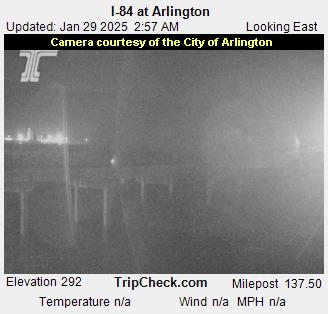 I-84 at Arlington
Updated: Jan 29 2025 2:57 AM Looking East
Camera courtesy of the City of Arlington
Elevation 292 TripCheck.com Milepost 137.50
Temperature n/a Wind n/a MPH n/a